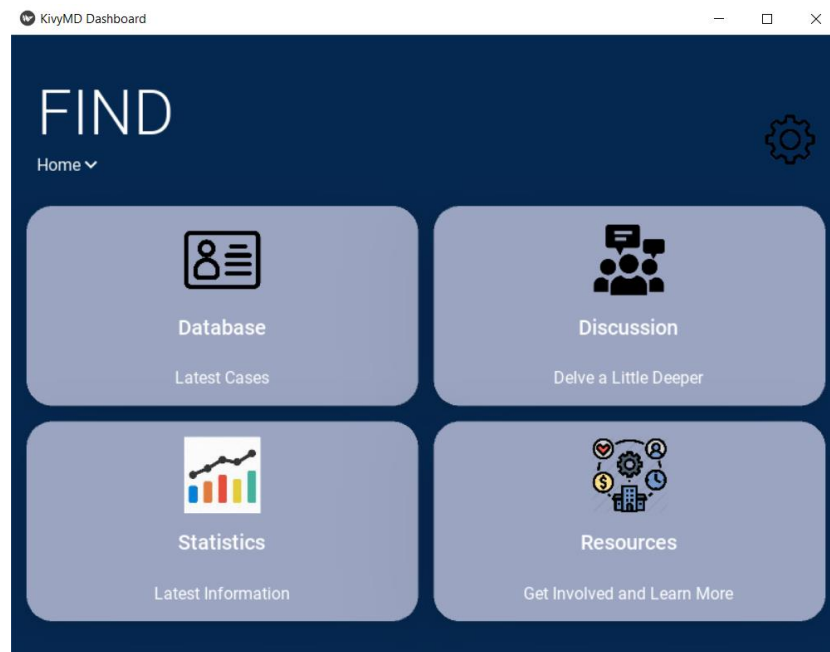 KivyMD Dashboard
FIND
Home
Database
Latest Cases
Discussion
Delve a Little Deeper
Statistics
Latest Information
Resources
Get Involved and Learn More